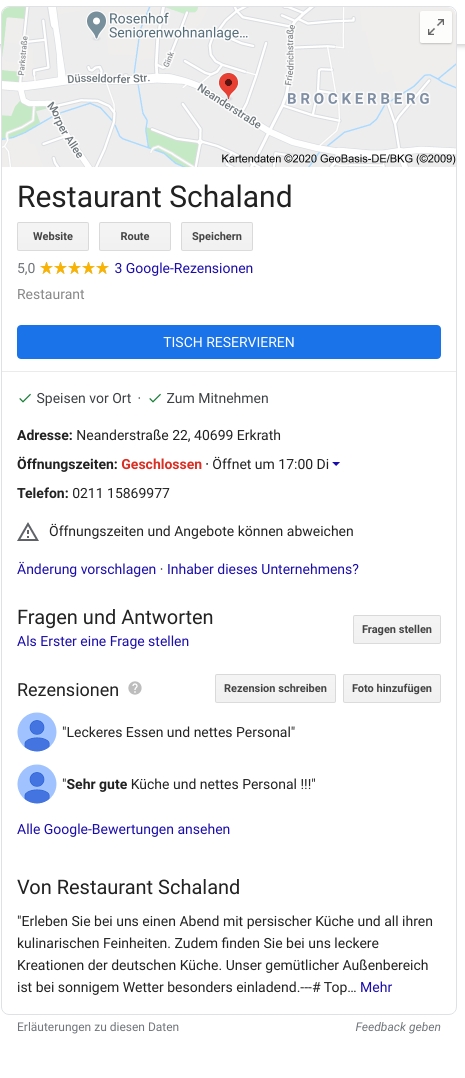 Rosenhof
Seniorenwohnanlage...
Parkstraße
Gink
Friedrichstraße
Düsseldorfer Str.
Neanderstraße
BROCKERBERG
Morper Allee
Kartendaten ©2020 GeoBasis-DE/BKG (©2009)
Restaurant Schaland
Website Route Speichern
5,0 ★★★★★ 3 Google-Rezensionen
Restaurant
TISCH RESERVIEREN
✓ Speisen vor Ort · ✓ Zum Mitnehmen
Adresse: Neanderstraße 22, 40699 Erkrath
Öffnungszeiten: Geschlossen · Öffnet um 17:00 Di
Telefon: 0211 15869977
Öffnungszeiten und Angebote können abweichen
Änderung vorschlagen · Inhaber dieses Unternehmens?
Fragen und Antworten
Als Erster eine Frage stellen
Fragen stellen
Rezensionen ? Rezension schreiben Foto hinzufügen
"Leckeres Essen und nettes Personal"
"Sehr gute Küche und nettes Personal !!!"
Alle Google-Bewertungen ansehen
Von Restaurant Schaland
"Erleben Sie bei uns einen Abend mit persischer Küche und all ihren
kulinarischen Feinheiten. Zudem finden Sie bei uns leckere
Kreationen der deutschen Küche. Unser gemütlicher Außenbereich
ist bei sonnigem Wetter besonders einladend.---# Top... Mehr
Erläuterungen zu diesen Daten Feedback geben